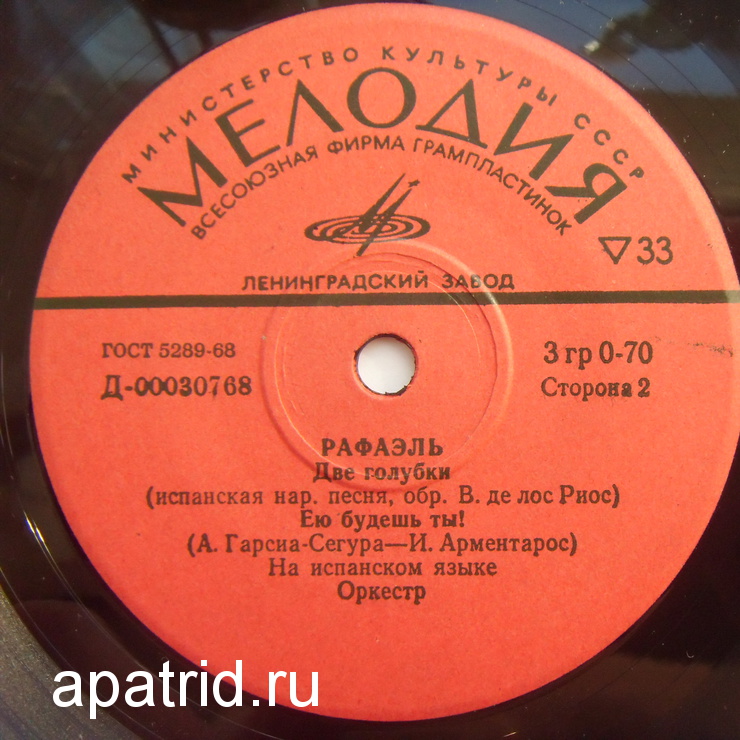 МИНИСТЕРСТВО КУЛЬТУРЫ СССР
МЕЛОДИЯ
ВСЕСОЮЗНАЯ ФИРМА ГРАМПЛАСТИНОК
▽33
ЛЕНИНГРАДСКИЙ ЗАВОД
ГОСТ 5289-68
3 гр 0-70
Д-00030768
Сторона 2
РАФАЭЛЬ
Две голубки
(испанская нар. песня, обр. В. де лос Риос)
Ею будешь ты!
(А. Гарсиа-Сегура—И. Арментарос)
На испанском языке
Оркестр
apatrid.ru